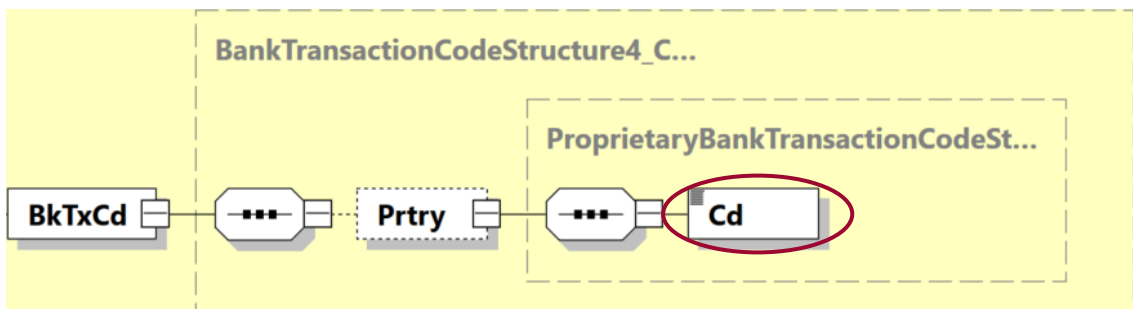 BankTransactionCodeStructure4_C...
ProprietaryBankTransactionCodeSt...
BkTxCd
Prtry
Cd